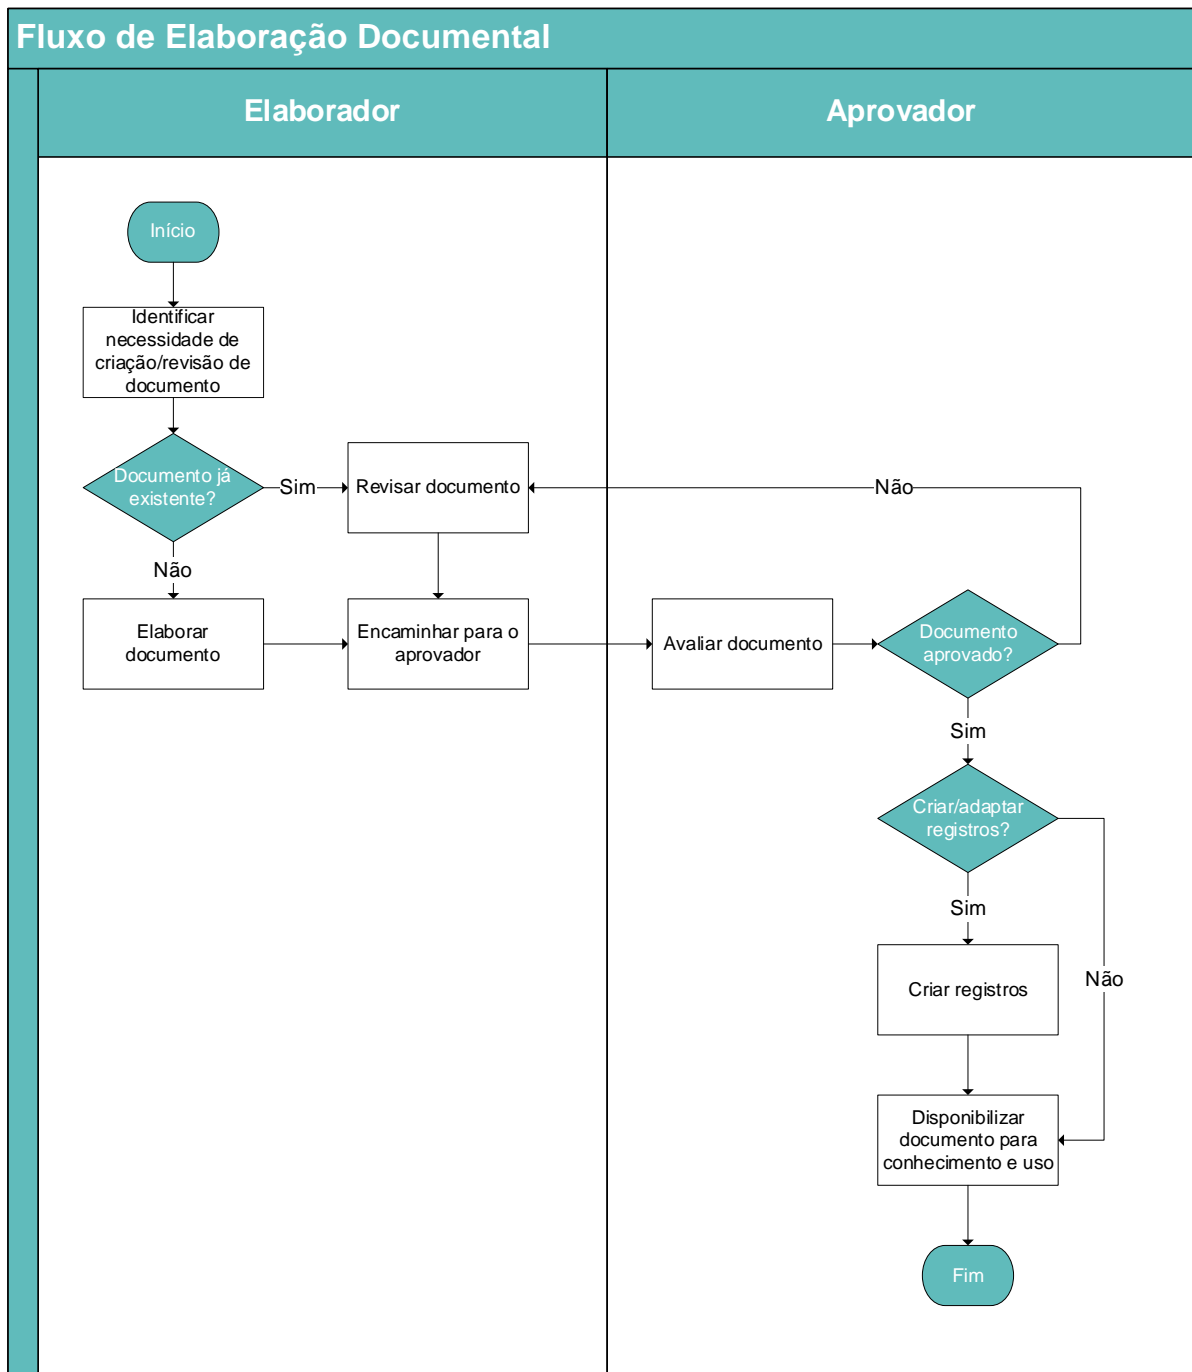 Fluxo de Elaboração Documental
Elaborador
Aprovador
Início
Identificar
necessidade de
criação/revisão de
documento
Documento já
existente?
Sim
Revisar documento
Não
Não
Elaborar
documento
Encaminhar para o
aprovador
Avaliar documento
Documento
aprovado?
Sim
Criar/adaptar
registros?
Sim
Não
Criar registros
Disponibilizar
documento para
conhecimento e uso
Fim